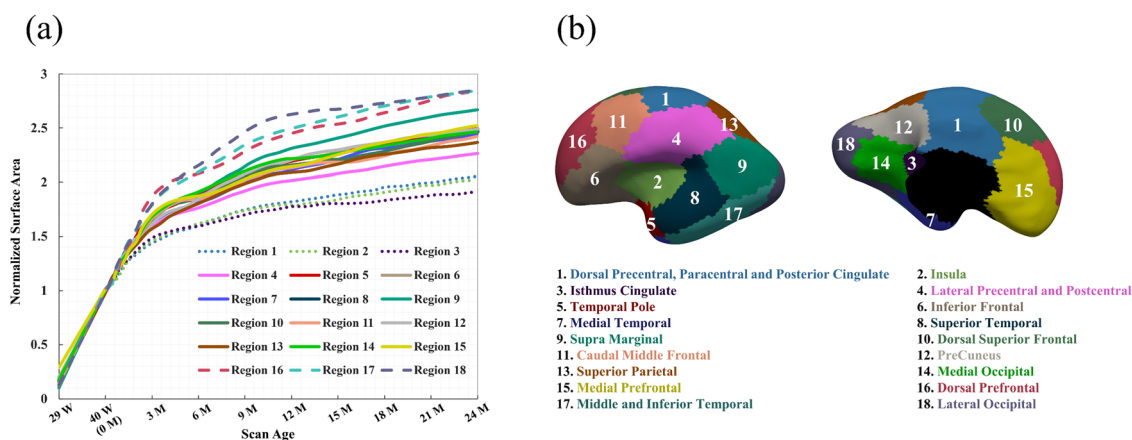 (a)
(b)
Normalized Surface Area
3
2.5
2
1.5
1
0.5
0
Region 1 Region 2 Region 3
Region 4 Region 5 Region 6
Region 7 Region 8 Region 9
Region 10 Region 11 Region 12
Region 13 Region 14 Region 15
Region 16 Region 17 Region 18
29 W 40 W (0 M) 3 M 6 M 9 M 12 M 15 M 18 M 21 M 24 M
Scan Age
1 11 13 16 4 9 6 2 8 5 17
12 1 10 18 14 3 15 7
1. Dorsal Precentral, Paracentral and Posterior Cingulate
2. Insula
3. Isthmus Cingulate
4. Lateral Precentral and Postcentral
5. Temporal Pole
6. Inferior Frontal
7. Medial Temporal
8. Superior Temporal
9. Supra Marginal
10. Dorsal Superior Frontal
11. Caudal Middle Frontal
12. PreCuneus
13. Superior Parietal
14. Medial Occipital
15. Medial Prefrontal
16. Dorsal Prefrontal
17. Middle and Inferior Temporal
18. Lateral Occipital